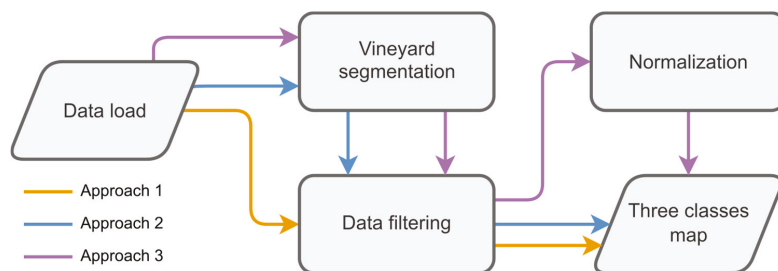 Vineyard
segmentation
Normalization
Data load
Approach 1
Approach 2
Approach 3
Data filtering
Three classes
map